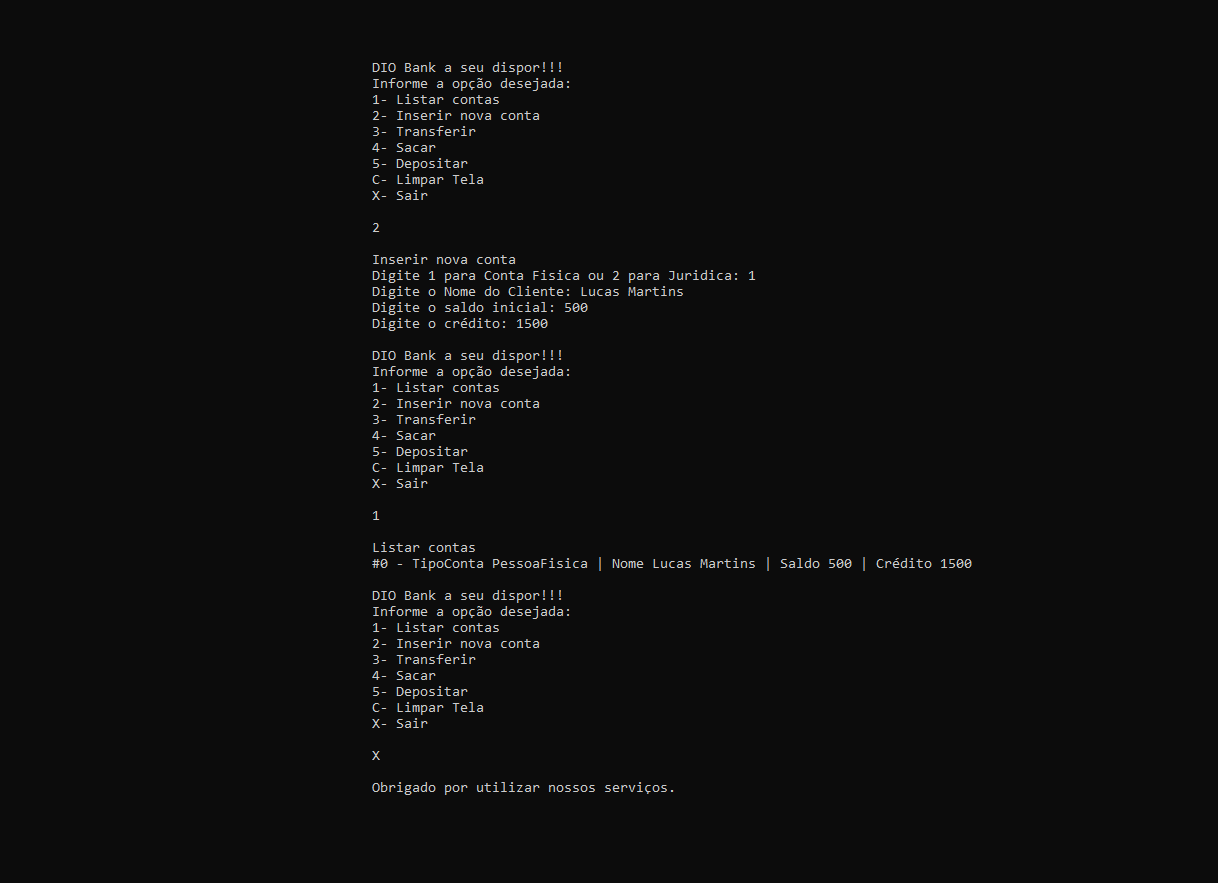 DIO Bank a seu dispor!!!
Informe a opção desejada:
1- Listar contas
2- Inserir nova conta
3- Transferir
4- Sacar
5- Depositar
C- Limpar Tela
X- Sair
2
Inserir nova conta
Digite 1 para Conta Fisica ou 2 para Juridica: 1
Digite o Nome do Cliente: Lucas Martins
Digite o saldo inicial: 500
Digite o crédito: 1500
DIO Bank a seu dispor!!!
Informe a opção desejada:
1- Listar contas
2- Inserir nova conta
3- Transferir
4- Sacar
5- Depositar
C- Limpar Tela
X- Sair
1
Listar contas
#0 - TipoConta PessoaFisica | Nome Lucas Martins | Saldo 500 | Crédito 1500
DIO Bank a seu dispor!!!
Informe a opção desejada:
1- Listar contas
2- Inserir nova conta
3- Transferir
4- Sacar
5- Depositar
C- Limpar Tela
X- Sair
X
Obrigado por utilizar nossos serviços.